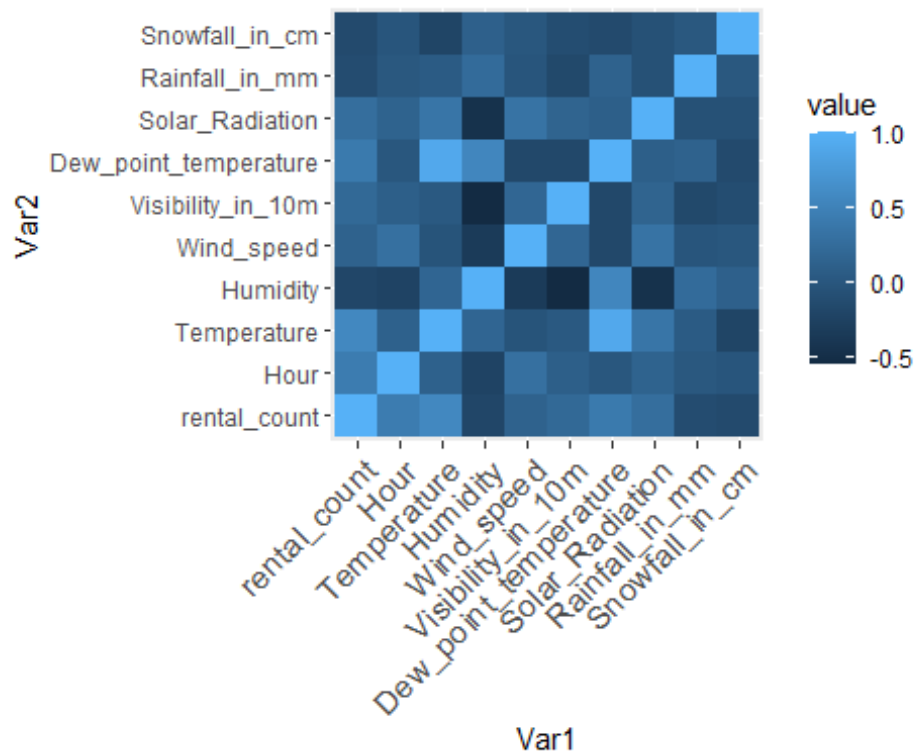 Snowfall_in_cm
Rainfall_in_mm
Solar_Radiation
Dew_point_temperature
Visibility_in_10m
Wind_speed
Humidity
Temperature
Hour
rental_count
Var2
rental_count
Hour
Temperature
Humidity
Wind_speed
Visibility_in_10m
Dew_point_temperature
Solar_Radiation
Rainfall_in_mm
Snowfall_in_cm
Var1
value
1.0
0.5
0.0
-0.5